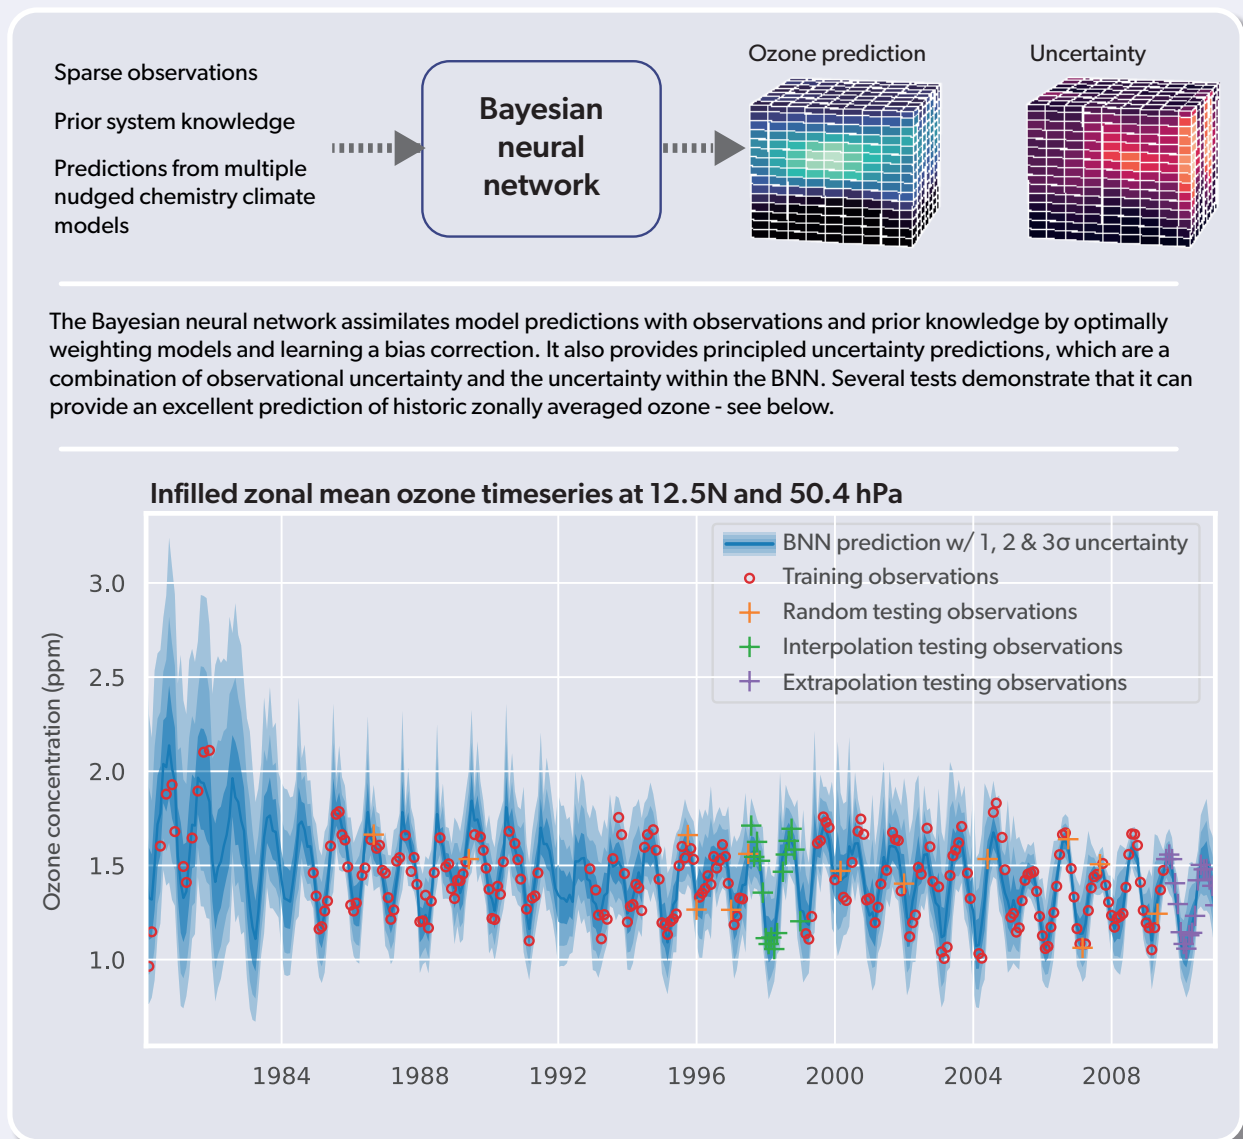 Sparse observations
Prior system knowledge
Predictions from multiple
nudged chemistry climate
models
Bayesian
neural
network
Ozone prediction
Uncertainty
The Bayesian neural network assimilates model predictions with observations and prior knowledge by optimally
weighting models and learning a bias correction. It also provides principled uncertainty predictions, which are a
combination of observational uncertainty and the uncertainty within the BNN. Several tests demonstrate that it can
provide an excellent prediction of historic zonally averaged ozone - see below.
Infilled zonal mean ozone timeseries at 12.5N and 50.4 hPa
BNN prediction w/ 1, 2 & 3σ uncertainty
Training observations
Random testing observations
Interpolation testing observations
Extrapolation testing observations
Ozone concentration (ppm)
3.0
2.5
2.0
1.5
1.0
1984 1988 1992 1996 2000 2004 2008